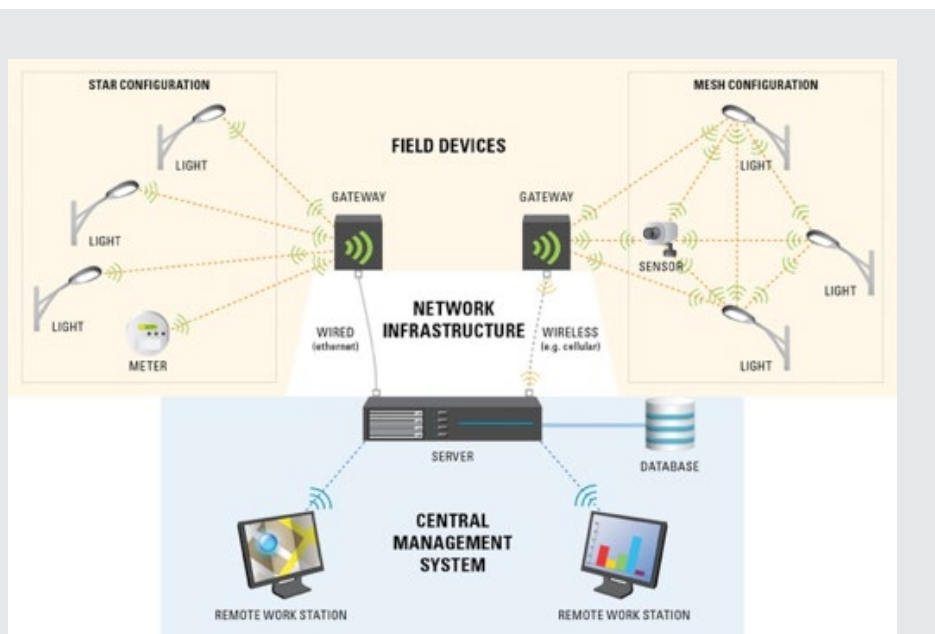 STAR CONFIGURATION
MESH CONFIGURATION
LIGHT
FIELD DEVICES
LIGHT
GATEWAY
GATEWAY
LIGHT
SENSOR
LIGHT
LIGHT
NETWORK
INFRASTRUCTURE
WIRED
(ethernet)
WIRELESS
(e.g. cellular)
METER
LIGHT
SERVER
DATABASE
CENTRAL
MANAGEMENT
SYSTEM
REMOTE WORK STATION
REMOTE WORK STATION